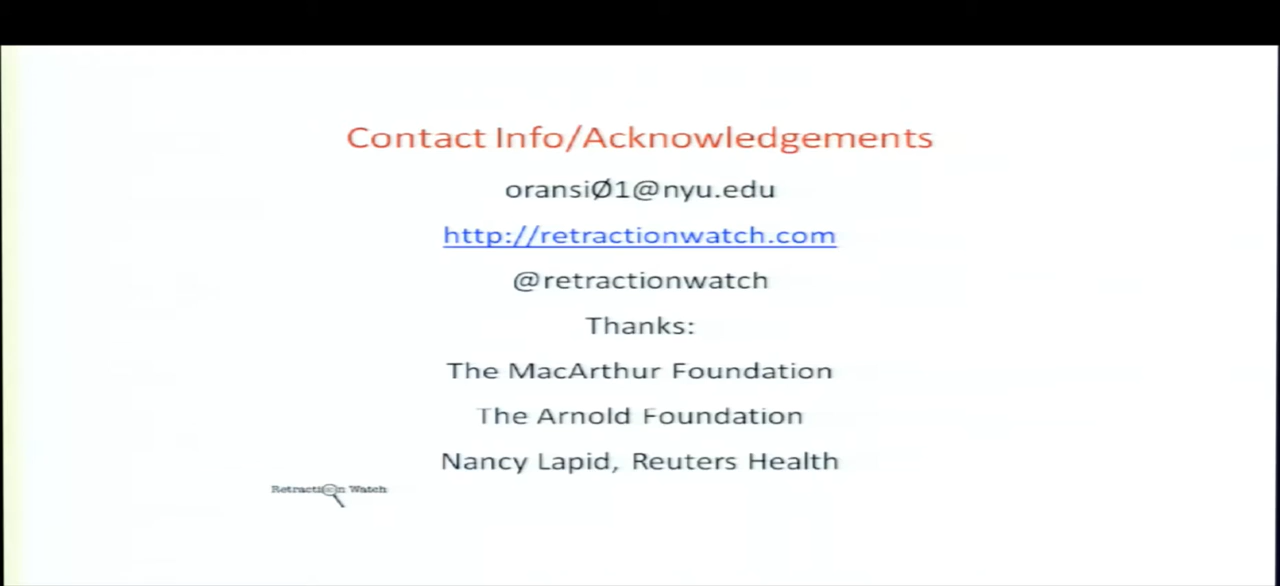 Contact Info/Acknowledgements
oransiØ1@nyu.edu
http://retractionwatch.com
@retractionwatch
Thanks:
The MacArthur Foundation
The Arnold Foundation
Nancy Lapid, Reuters Health
Retraction Watch